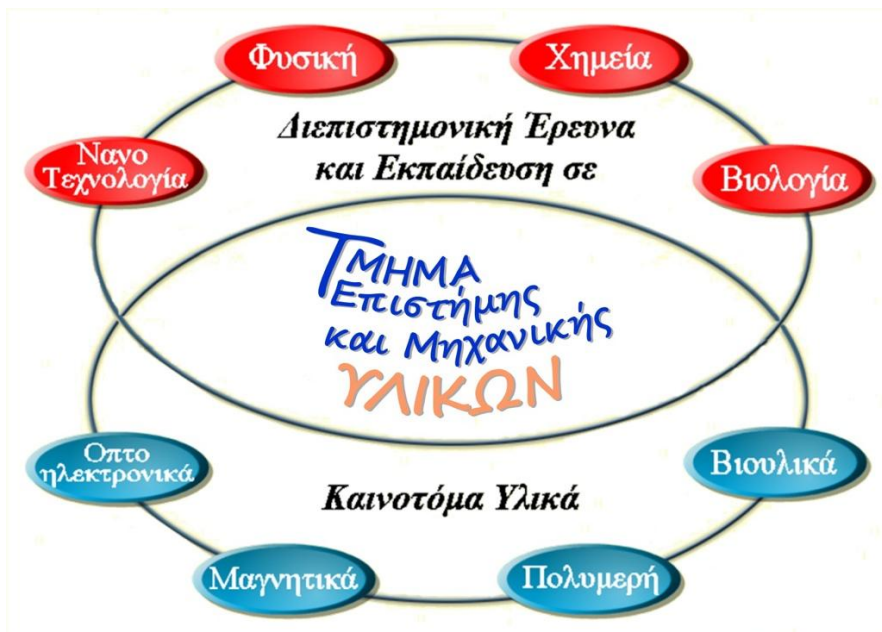 Φυσική
Χημεία
Νανο
Τεχνολογία
Βιολογία
Διεπιστημονική Έρευνα
και Εκπαίδευση σε
ΤΜΗΜΑ
Επιστήμης
και Μηχανικής
ΥΛΙΚΩΝ
Οπτο
ηλεκτρονικά
Βιουλικά
Καινοτόμα Υλικά
Μαγνητικά
Πολυμερή